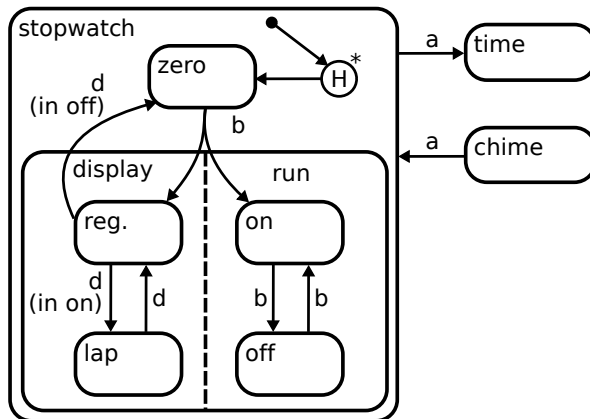 stopwatch
zero
H*
a
time
d
(in off)
b
a
chime
display
run
reg.
on
d
(in on)
d
b
b
lap
off